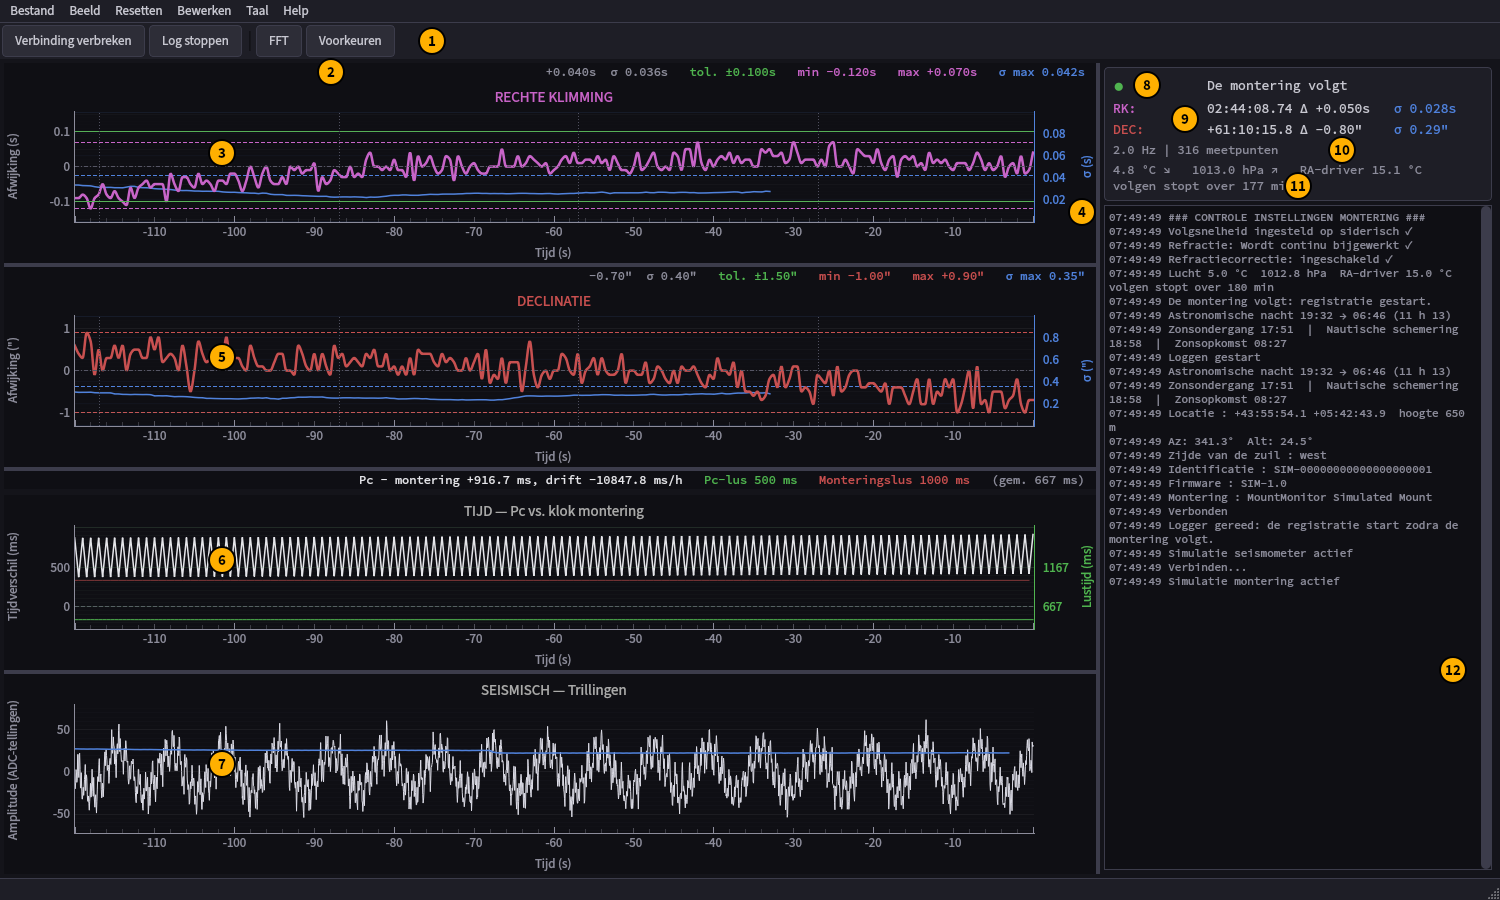 Bestand Beeld Resetten Bewerken Taal Help
Verbinding verbreken Log stoppen FFT Voorkeuren 1
2 +0.040s σ 0.036s tol. ±0.100s min −0.120s max +0.070s σ max 0.042s
RECHTE KLIMMING
Afwijking (s)
0.1
0
-0.1
3
0.08
0.06
0.04
0.02
σ (s)
4
-110 -100 -90 -80 -70 -60 -50 -40 -30 -20 -10
Tijd (s)
−0.70" σ 0.40" tol. ±1.50" min −1.00" max +0.90" σ max 0.35"
DECLINATIE
Afwijking (")
1
0
-1
5
0.8
0.6
0.4
0.2
σ (")
-110 -100 -90 -80 -70 -60 -50 -40 -30 -20 -10
Tijd (s)
Pc − montering +916.7 ms, drift −10847.8 ms/h Pc-lus 500 ms Monteringslus 1000 ms (gem. 667 ms)
TIJD — Pc vs. klok montering
Tijdverschil (ms)
500
0
6
1167
667
Lustijd (ms)
-110 -100 -90 -80 -70 -60 -50 -40 -30 -20 -10
Tijd (s)
SEISMISCH — Trillingen
Amplitude (ADC-tellingen)
50
0
-50
7
-110 -100 -90 -80 -70 -60 -50 -40 -30 -20 -10
Tijd (s)
8 De montering volgt
RK: 9 02:44:08.74 Δ +0.050s σ 0.028s
DEC: +61:10:15.8 Δ −0.80" σ 0.29"
2.0 Hz | 316 meetpunten 10
4.8 °C ↘ 1013.0 hPa ↗ RA-driver 15.1 °C
volgen stopt over 177 mi 11
07:49:49 ### CONTROLE INSTELLINGEN MONTERING ###
07:49:49 Volgsnelheid ingesteld op siderisch ✓
07:49:49 Refractie: Wordt continu bijgewerkt ✓
07:49:49 Refractiecorrectie: ingeschakeld ✓
07:49:49 Lucht 5.0 °C 1012.8 hPa RA-driver 15.0 °C
volgen stopt over 180 min
07:49:49 De montering volgt: registratie gestart.
07:49:49 Astronomische nacht 19:32 → 06:46 (11 h 13)
07:49:49 Zonsondergang 17:51 | Nautische schemering
18:58 | Zonsopkomst 08:27
07:49:49 Loggen gestart
07:49:49 Astronomische nacht 19:32 → 06:46 (11 h 13)
07:49:49 Zonsondergang 17:51 | Nautische schemering
18:58 | Zonsopkomst 08:27
07:49:49 Locatie : +43:55:54.1 +05:42:43.9 hoogte 650
m
07:49:49 Az: 341.3° Alt: 24.5°
07:49:49 Zijde van de zuil : west
07:49:49 Identificatie : SIM-00000000000000000001
07:49:49 Firmware : SIM-1.0
07:49:49 Montering : MountMonitor Simulated Mount
07:49:49 Verbonden
07:49:49 Logger gereed: de registratie start zodra de
montering volgt.
07:49:49 Simulatie seismometer actief
07:49:49 Verbinden...
07:49:49 Simulatie montering actief
12